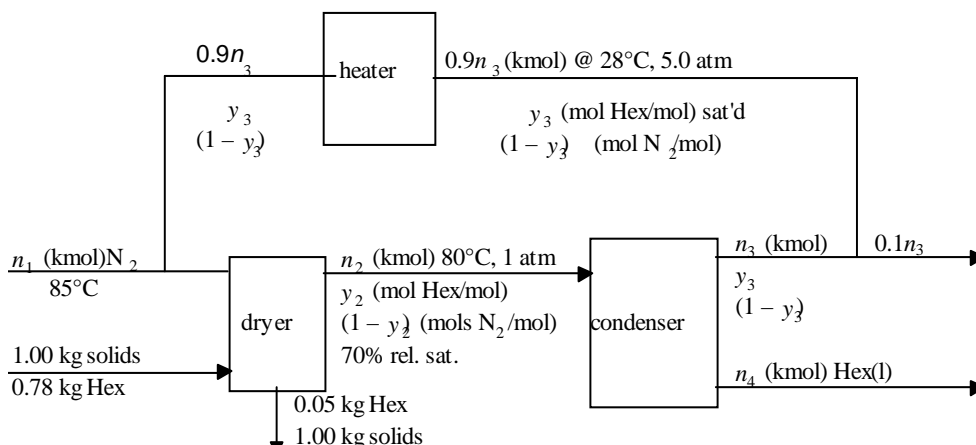 0.9n3
heater
0.9n3 (kmol) @ 28°C, 5.0 atm
y3
(1 – y3)
y3 (mol Hex/mol) sat'd
(1 – y3) (mol N2/mol)
n1 (kmol)N2
85°C
n2 (kmol) 80°C, 1 atm
y2 (mol Hex/mol)
(1 – y2) (mols N2/mol)
70% rel. sat.
dryer
condenser
n3 (kmol)
y3
(1 – y3)
0.1n3
1.00 kg solids
0.78 kg Hex
n4 (kmol) Hex(l)
0.05 kg Hex
1.00 kg solids